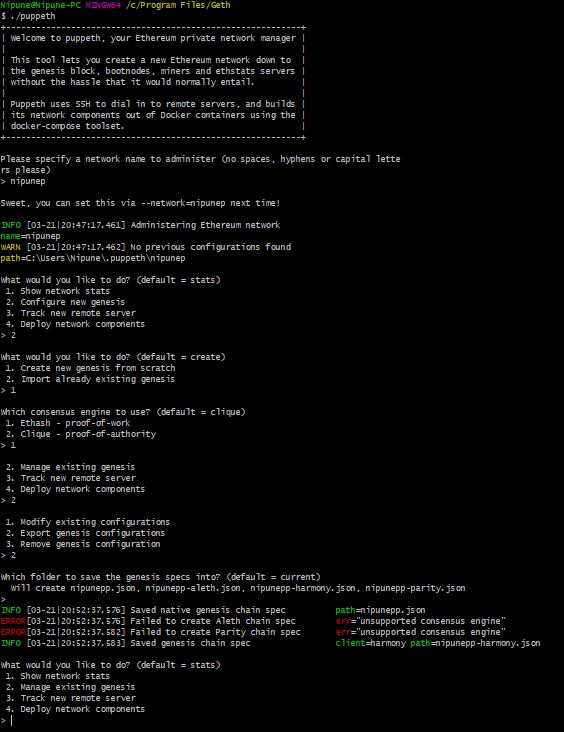 Nipune@Nipune-PC MINGW64 /c/Program Files/Geth
$ ./puppeth
+-----------------------------------------------------------+
| Welcome to puppeth, your Ethereum private network manager |
|                                                           |
| This tool lets you create a new Ethereum network down to  |
| the genesis block, bootnodes, miners and ethstats servers |
| without the hassle that it would normally entail.         |
|                                                           |
| Puppeth uses SSH to dial in to remote servers, and builds |
| its network components out of Docker containers using the |
| docker-compose toolset.                                   |
+-----------------------------------------------------------+
Please specify a network name to administer (no spaces, hyphens or capital lette
rs please)
> nipunep
Sweet, you can set this via --network=nipunep next time!
INFO [03-21|20:47:17.461] Administering Ethereum network
name=nipunep
WARN [03-21|20:47:17.462] No previous configurations found
path=C:\Users\Nipune\.puppeth\nipunep
What would you like to do? (default = stats)
1. Show network stats
2. Configure new genesis
3. Track new remote server
4. Deploy network components
> 2
What would you like to do? (default = create)
1. Create new genesis from scratch
2. Import already existing genesis
> 1
Which consensus engine to use? (default = clique)
1. Ethash - proof-of-work
2. Clique - proof-of-authority
> 1
2. Manage existing genesis
3. Track new remote server
4. Deploy network components
> 2
1. Modify existing configurations
2. Export genesis configurations
3. Remove genesis configuration
> 2
Which folder to save the genesis specs into? (default = current)
Will create nipunepp.json, nipunepp-aleth.json, nipunepp-harmony.json, nipunepp-parity.json
>
INFO [03-21|20:52:37.576] Saved native genesis chain spec path=nipunepp.json
ERROR[03-21|20:52:37.576] Failed to create Aleth chain spec err="unsupported consensus engine"
ERROR[03-21|20:52:37.582] Failed to create Parity chain spec err="unsupported consensus engine"
INFO [03-21|20:52:37.583] Saved genesis chain spec client=harmony path=nipunepp-harmony.json
What would you like to do? (default = stats)
1. Show network stats
2. Manage existing genesis
3. Track new remote server
4. Deploy network components
>